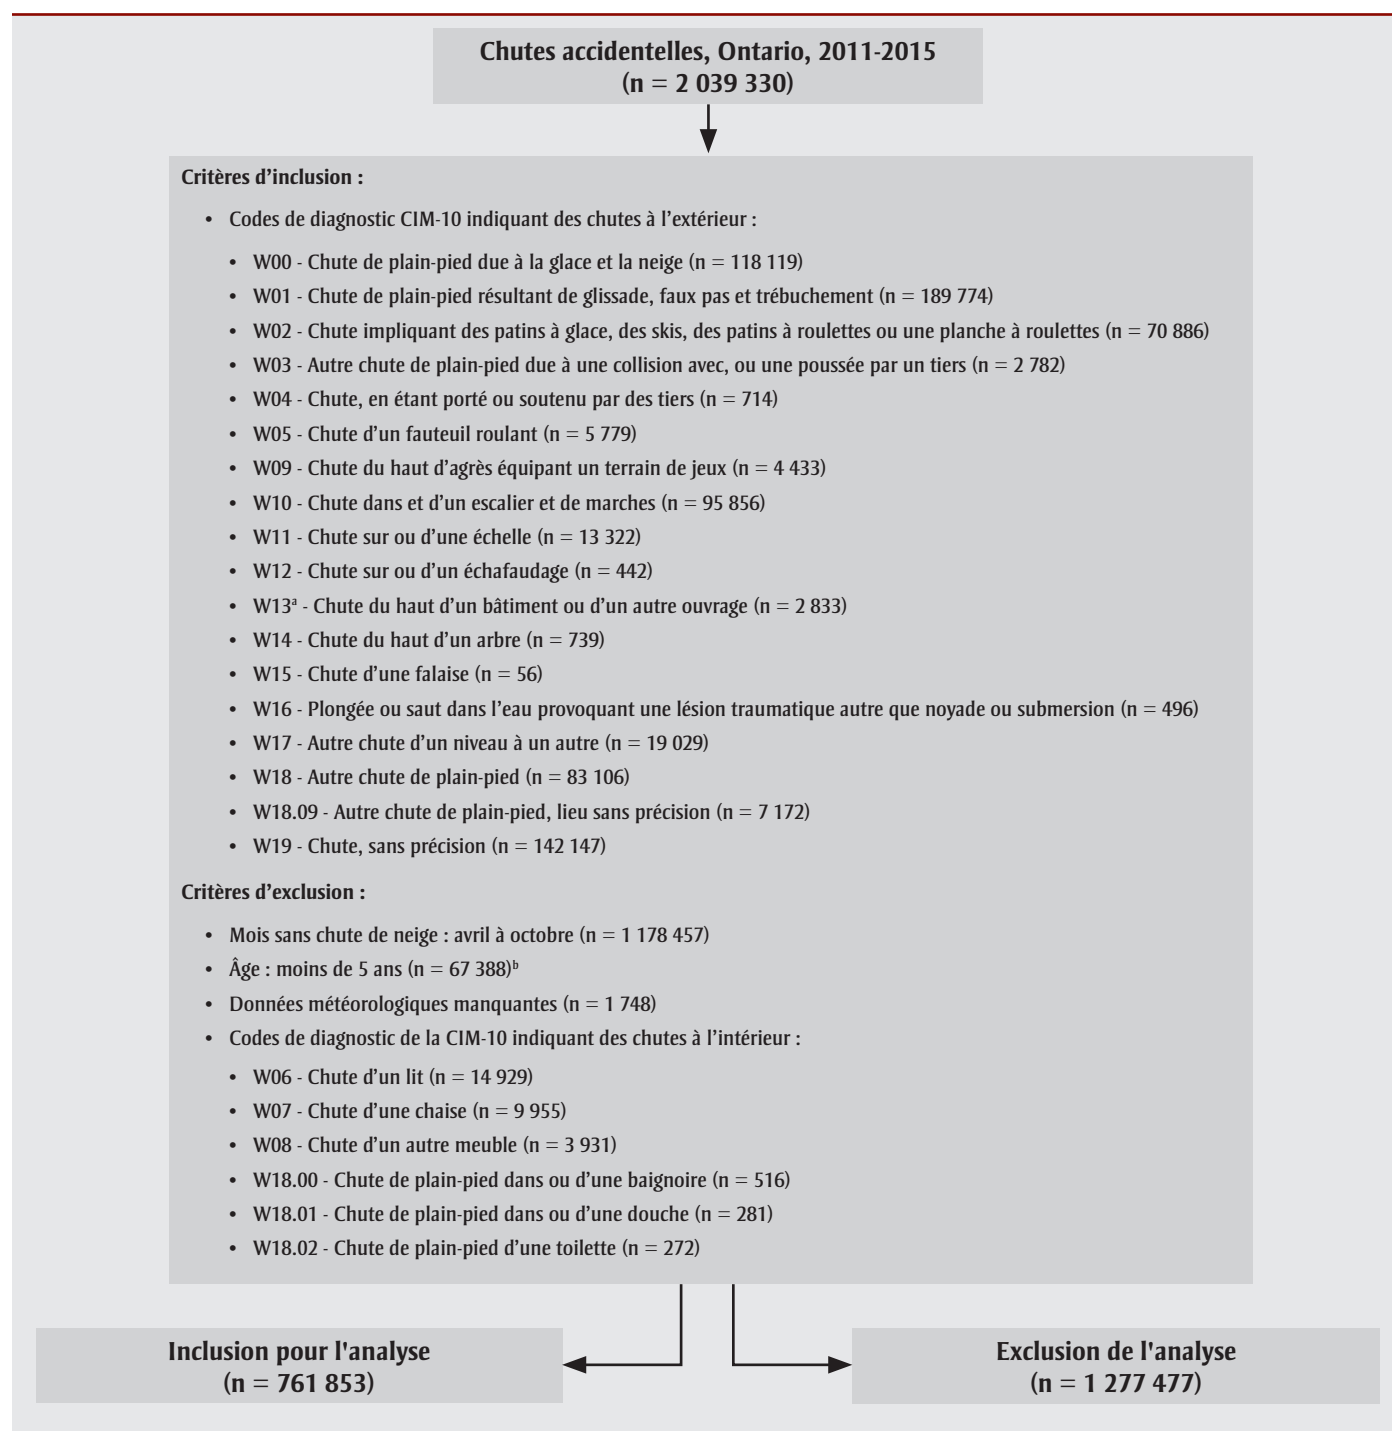 Chutes accidentelles, Ontario, 2011-2015
(n = 2 039 330)
Critères d’inclusion :
• Codes de diagnostic CIM-10 indiquant des chutes à l’extérieur :
• W00 - Chute de plain-pied due à la glace et la neige (n = 118 119)
• W01 - Chute de plain-pied résultant de glissade, faux pas et trébuchement (n = 189 774)
• W02 - Chute impliquant des patins à glace, des skis, des patins à roulettes ou une planche à roulettes (n = 70 886)
• W03 - Autre chute de plain-pied due à une collision avec, ou une poussée par un tiers (n = 2 782)
• W04 - Chute, en étant porté ou soutenu par des tiers (n = 714)
• W05 - Chute d’un fauteuil roulant (n = 5 779)
• W09 - Chute du haut d’agrès équipant un terrain de jeux (n = 4 433)
• W10 - Chute dans et d’un escalier et de marches (n = 95 856)
• W11 - Chute sur ou d’une échelle (n = 13 322)
• W12 - Chute sur ou d’un échafaudage (n = 442)
• W13ᵃ - Chute du haut d’un bâtiment ou d’un autre ouvrage (n = 2 833)
• W14 - Chute du haut d’un arbre (n = 739)
• W15 - Chute d’une falaise (n = 56)
• W16 - Plongée ou saut dans l’eau provoquant une lésion traumatique autre que noyade ou submersion (n = 496)
• W17 - Autre chute d’un niveau à un autre (n = 19 029)
• W18 - Autre chute de plain-pied (n = 83 106)
• W18.09 - Autre chute de plain-pied, lieu sans précision (n = 7 172)
• W19 - Chute, sans précision (n = 142 147)
Critères d’exclusion :
• Mois sans chute de neige : avril à octobre (n = 1 178 457)
• Âge : moins de 5 ans (n = 67 388)ᵇ
• Données météorologiques manquantes (n = 1 748)
• Codes de diagnostic de la CIM-10 indiquant des chutes à l’intérieur :
• W06 - Chute d’un lit (n = 14 929)
• W07 - Chute d’une chaise (n = 9 955)
• W08 - Chute d’un autre meuble (n = 3 931)
• W18.00 - Chute de plain-pied dans ou d’une baignoire (n = 516)
• W18.01 - Chute de plain-pied dans ou d’une douche (n = 281)
• W18.02 - Chute de plain-pied d’une toilette (n = 272)
Inclusion pour l'analyse
(n = 761 853)
Exclusion de l'analyse
(n = 1 277 477)